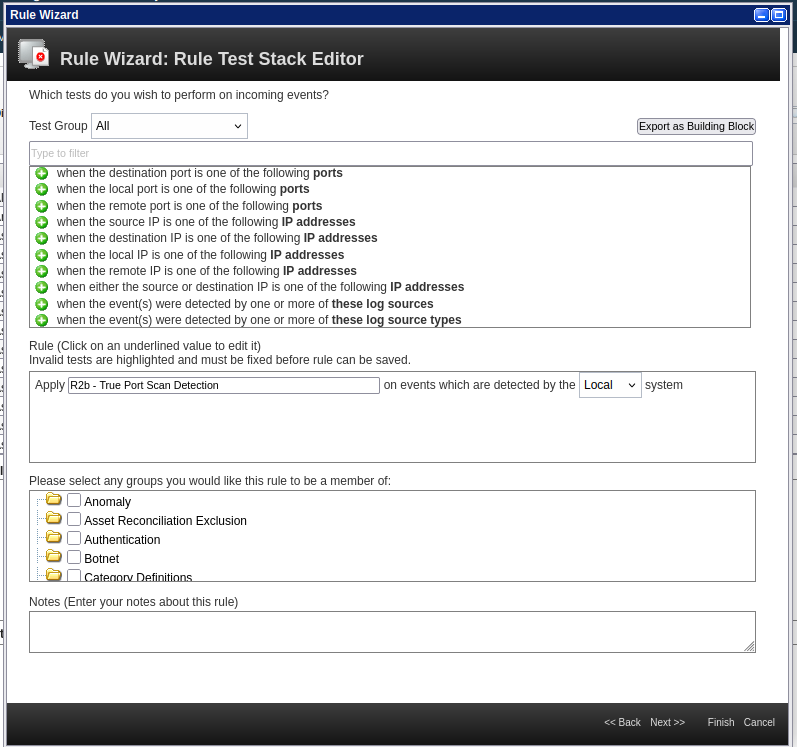 Rule Wizard
Rule Wizard: Rule Test Stack Editor
Which tests do you wish to perform on incoming events?
Test Group All Export as Building Block
Type to filter
when the destination port is one of the following ports
when the local port is one of the following ports
when the remote port is one of the following ports
when the source IP is one of the following IP addresses
when the destination IP is one of the following IP addresses
when the local IP is one of the following IP addresses
when the remote IP is one of the following IP addresses
when either the source or destination IP is one of the following IP addresses
when the event(s) were detected by one or more of these log sources
when the event(s) were detected by one or more of these log source types
Rule (Click on an underlined value to edit it)
Invalid tests are highlighted and must be fixed before rule can be saved.
Apply R2b - True Port Scan Detection on events which are detected by the Local system
Please select any groups you would like this rule to be a member of:
Anomaly
Asset Reconciliation Exclusion
Authentication
Botnet
Category Definitions
Notes (Enter your notes about this rule)
<< Back Next >> Finish Cancel